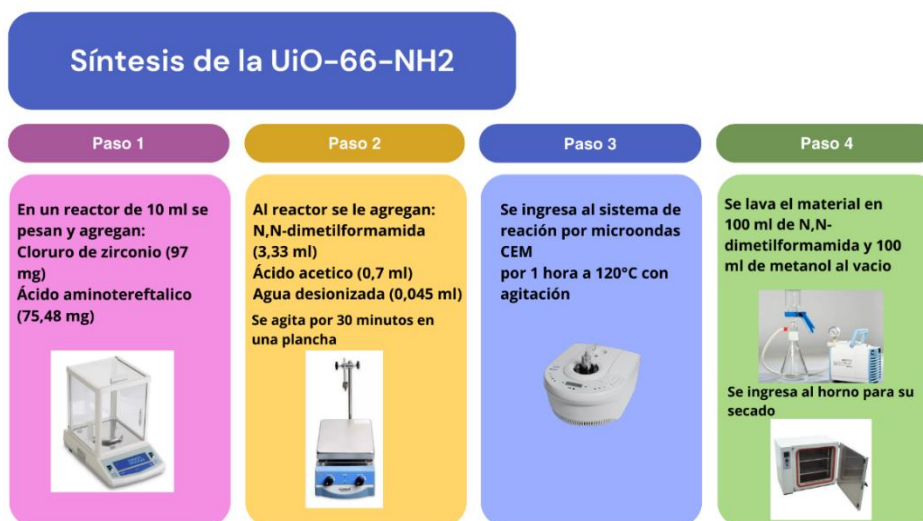 Síntesis de la UiO-66-NH2
Paso 1
En un reactor de 10 ml se
pesan y agregan:
Cloruro de zirconio (97
mg)
Ácido aminotereftalico
(75,48 mg)
Paso 2
Al reactor se le agregan:
N,N-dimetilformamida
(3,33 ml)
Ácido acetico (0,7 ml)
Agua desionizada (0,045 ml)
Se agita por 30 minutos en
una plancha
Paso 3
Se ingresa al sistema de
reación por microondas
CEM
por 1 hora a 120°C con
agitación
Paso 4
Se lava el material en
100 ml de N,N-
dimetilformamida y 100
ml de metanol al vacio
Se ingresa al horno para su
secado